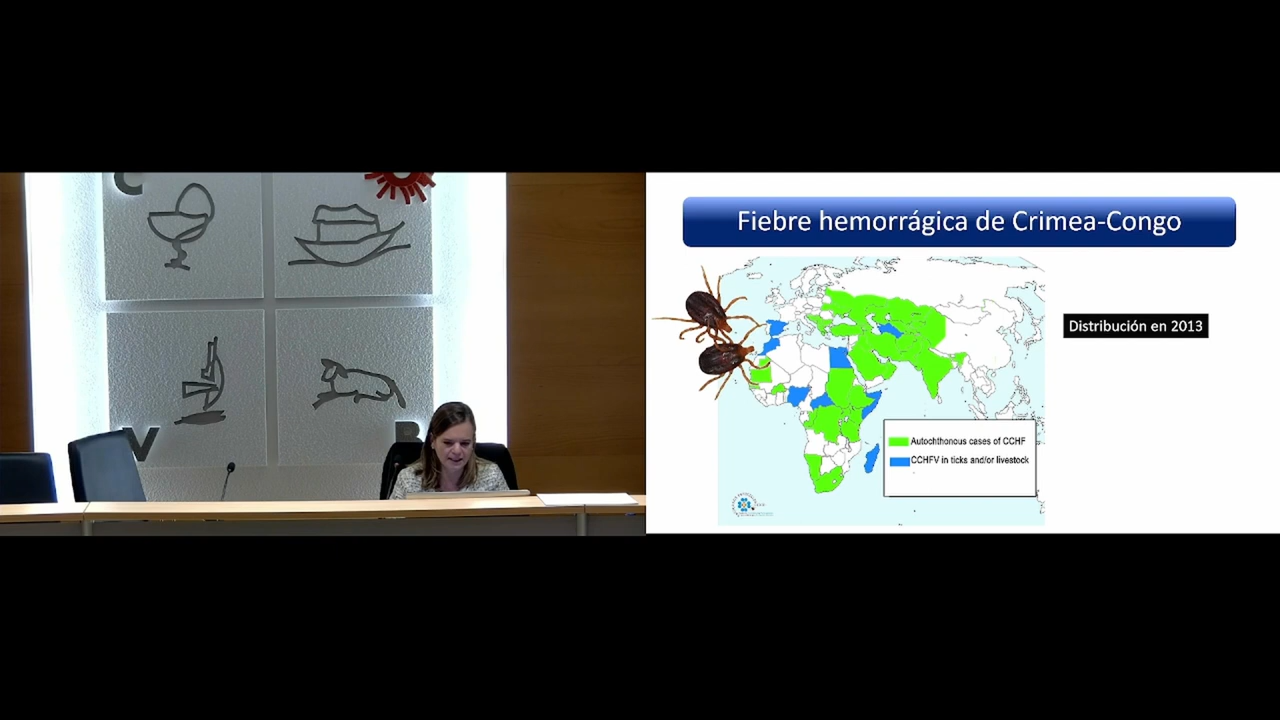 C
V
B
Fiebre hemorrágica de Crimea-Congo
Distribución en 2013
Autochthonous cases of CCHF
CCHFV in ticks and/or livestock